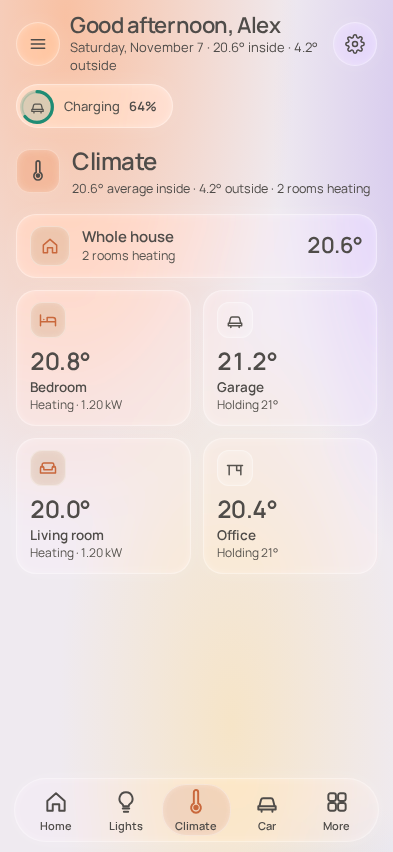 Good afternoon, Alex
Saturday, November 7 · 20.6° inside · 4.2°
outside
Charging 64%
Climate
20.6° average inside · 4.2° outside · 2 rooms heating
Whole house
2 rooms heating
20.6°
20.8°
Bedroom
Heating · 1.20 kW
21.2°
Garage
Holding 21°
20.0°
Living room
Heating · 1.20 kW
20.4°
Office
Holding 21°
Home
Lights
Climate
Car
More